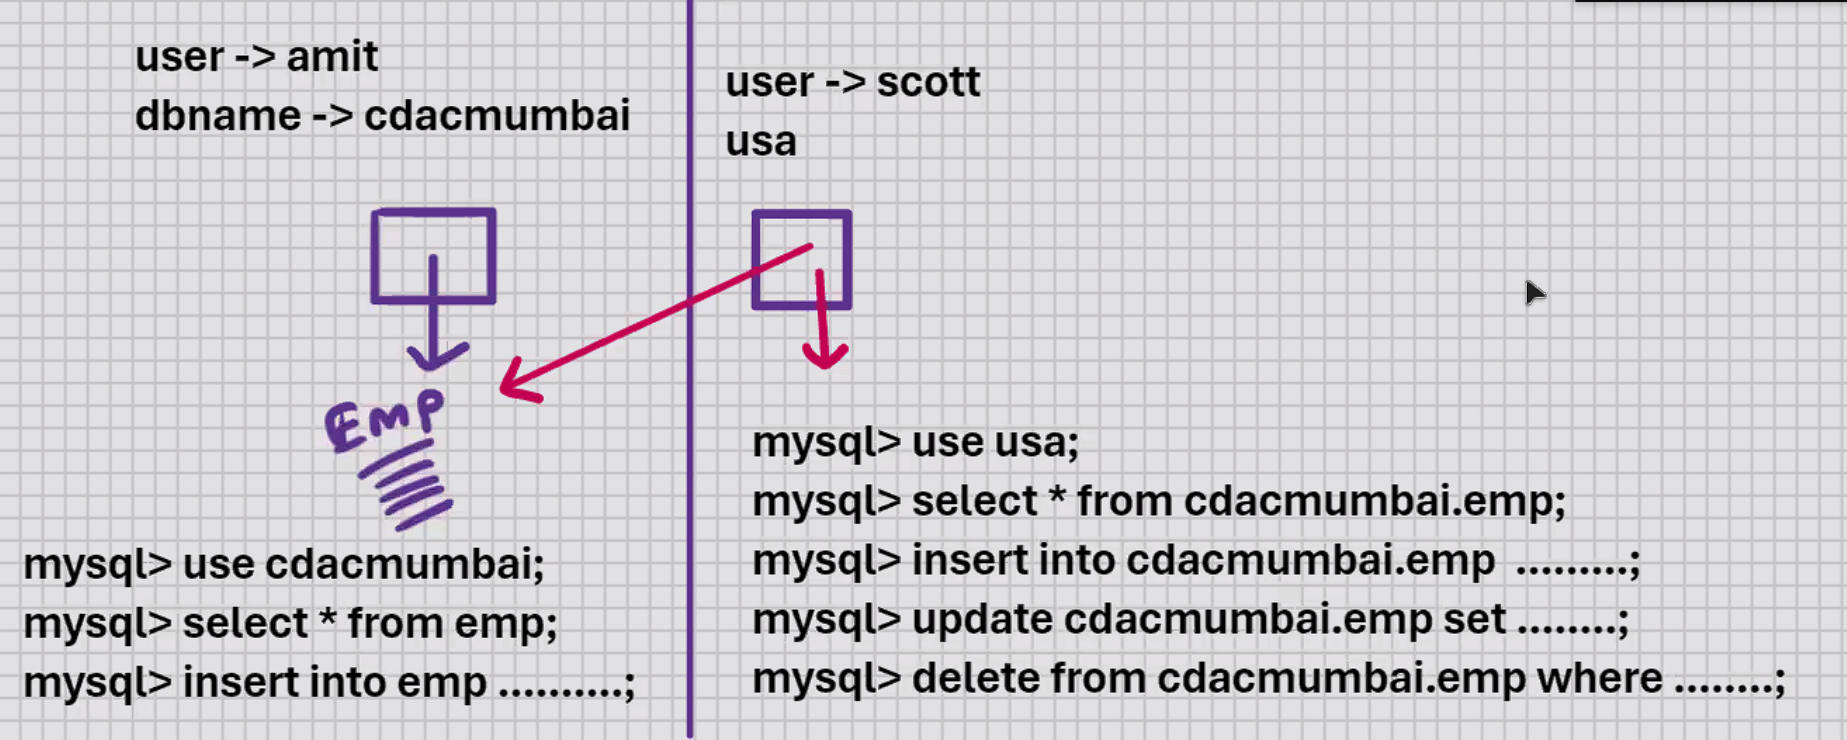 user -> amit
dbname -> cdacmumbai
Emp
mysql> use cdacmumbai;
mysql> select * from emp;
mysql> insert into emp ..........;
user -> scott
usa
mysql> use usa;
mysql> select * from cdacmumbai.emp;
mysql> insert into cdacmumbai.emp  .........;
mysql> update cdacmumbai.emp set ........;
mysql> delete from cdacmumbai.emp where ........;